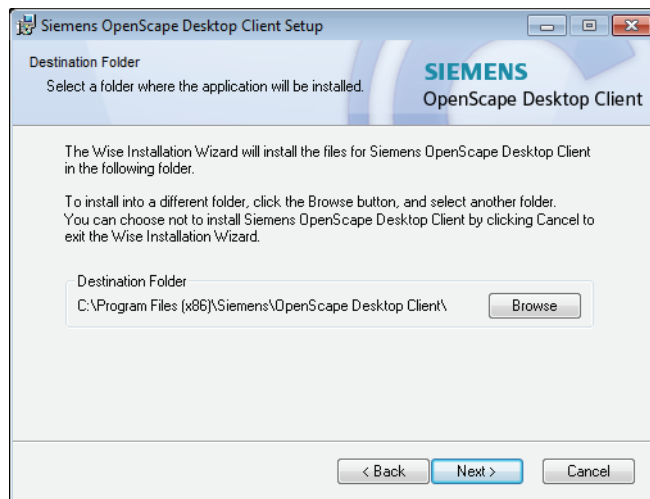 Siemens OpenScape Desktop Client Setup
Destination Folder
Select a folder where the application will be installed.
SIEMENS
OpenScape Desktop Client
The Wise Installation Wizard will install the files for Siemens OpenScape Desktop Client
in the following folder.
To install into a different folder, click the Browse button, and select another folder.
You can choose not to install Siemens OpenScape Desktop Client by clicking Cancel to
exit the Wise Installation Wizard.
Destination Folder
C:\Program Files (x86)\Siemens\OpenScape Desktop Client\
Browse
< Back
Next >
Cancel